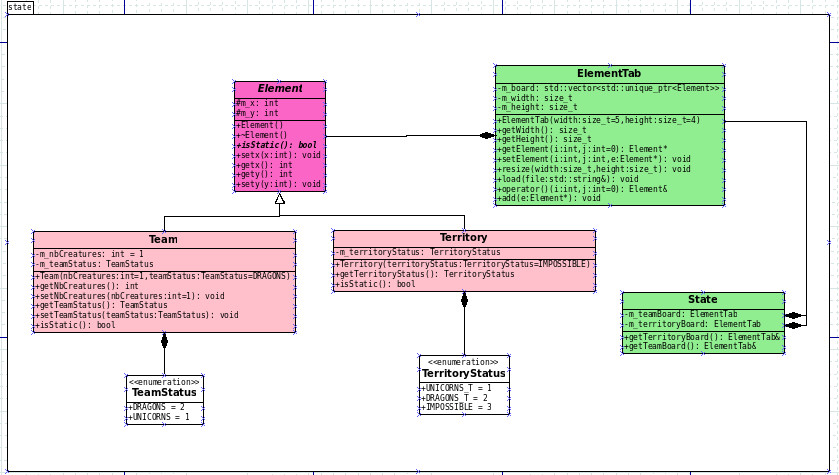 state
Element
#m_x: int
#m_y: int
+Element()
+~Element()
+isStatic(): bool
+setx(x:int): void
+getx(): int
+gety(): int
+sety(y:int): void
ElementTab
-m_board: std::vector<std::unique_ptr<Element>>
-m_width: size_t
-m_height: size_t
+ElementTab(width:size_t=5,height:size_t=4)
+getWidth(): size_t
+getHeight(): size_t
+getElement(i:int,j:int=0): Element*
+setElement(i:int,j:int,e:Element*): void
+resize(width:size_t,height:size_t): void
+load(file:std::string&): void
+operator()(i:int,j:int=0): Element&
+add(e:Element*): void
Team
-m_nbCreatures: int = 1
-m_teamStatus: TeamStatus
+Team(nbCreatures:int=1,teamStatus:TeamStatus=DRAGONS)
+getNbCreatures(): int
+setNbCreatures(nbCreatures:int=1): void
+getTeamStatus(): TeamStatus
+setTeamStatus(teamStatus:TeamStatus): void
+isStatic(): bool
Territory
-m_territoryStatus: TerritoryStatus
+Territory(territoryStatus:TerritoryStatus=IMPOSSIBLE)
+getTerritoryStatus(): TerritoryStatus
+isStatic(): bool
State
-m_teamBoard: ElementTab
-m_territoryBoard: ElementTab
+getTerritoryBoard(): ElementTab&
+getTeamBoard(): ElementTab&
<<enumeration>>
TeamStatus
+DRAGONS = 2
+UNICORNS = 1
<<enumeration>>
TerritoryStatus
+UNICORNS_T = 1
+DRAGONS_T = 2
+IMPOSSIBLE = 3